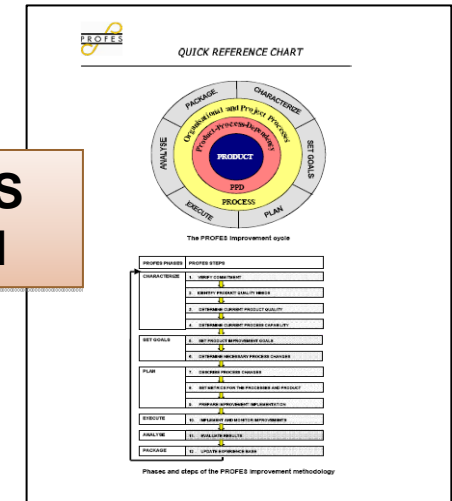 PROFES
QUICK REFERENCE CHART
PACKAGE
CHARACTERIZE
ANALYSE
SET GOALS
EXECUTE
PLAN
Organisational and Project Processes
Product-Process-Dependency
PRODUCT
PPD
PROCESS
S
The PROFES improvement cycle
PROFES PHASES PROFES STEPS
CHARACTERIZE 1. VERIFY COMMITMENT
2. IDENTIFY PRODUCT QUALITY NEEDS
3. DETERMINE CURRENT PRODUCT QUALITY
4. DETERMINE CURRENT PROCESS CAPABILITY
SET GOALS 5. SET PRODUCT IMPROVEMENT GOALS
6. DETERMINE NECESSARY PROCESS CHANGES
PLAN 7. DESCRIBE PROCESS CHANGES
8. SET METRICS FOR THE PROCESSES AND PRODUCT
9. PREPARE IMPROVEMENT IMPLEMENTATION
EXECUTE 10. IMPLEMENT AND MONITOR IMPROVEMENTS
ANALYSE 11. EVALUATE RESULTS
PACKAGE 12. UPDATE EXPERIENCE BASE
Phases and steps of the PROFES improvement methodology